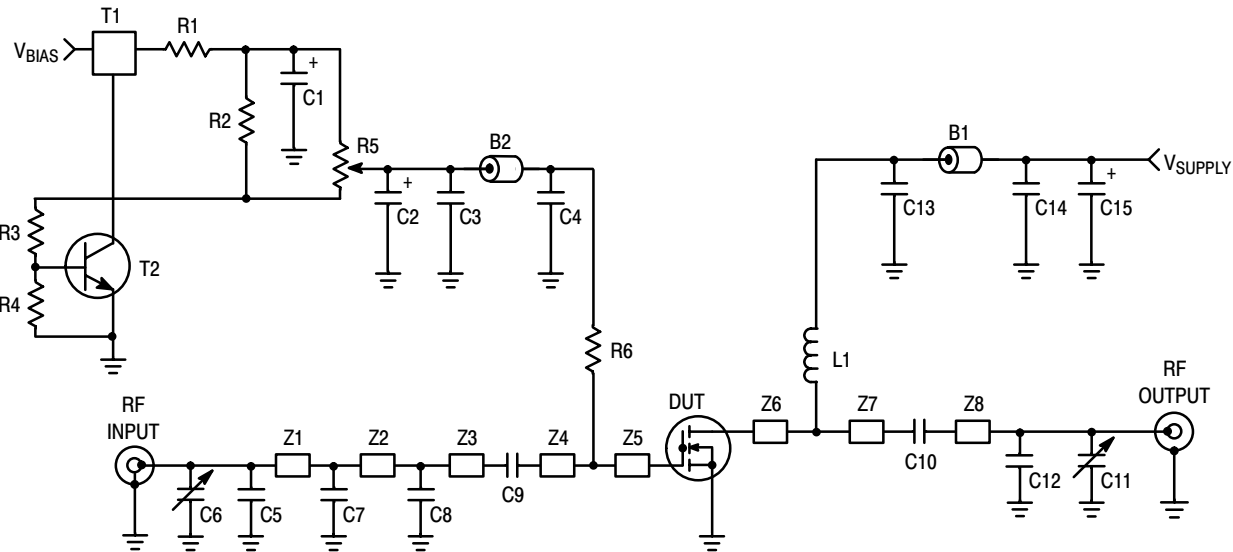 T1
R1
V_BIAS
+
C1
R2
R5
B2
B1
V_SUPPLY
+
C2
C3
C4
C13
C14
+
C15
R3
T2
R4
R6
L1
RF
INPUT
Z1
Z2
Z3
Z4
Z5
DUT
Z6
Z7
Z8
RF
OUTPUT
C9
C10
C6
C5
C7
C8
C12
C11